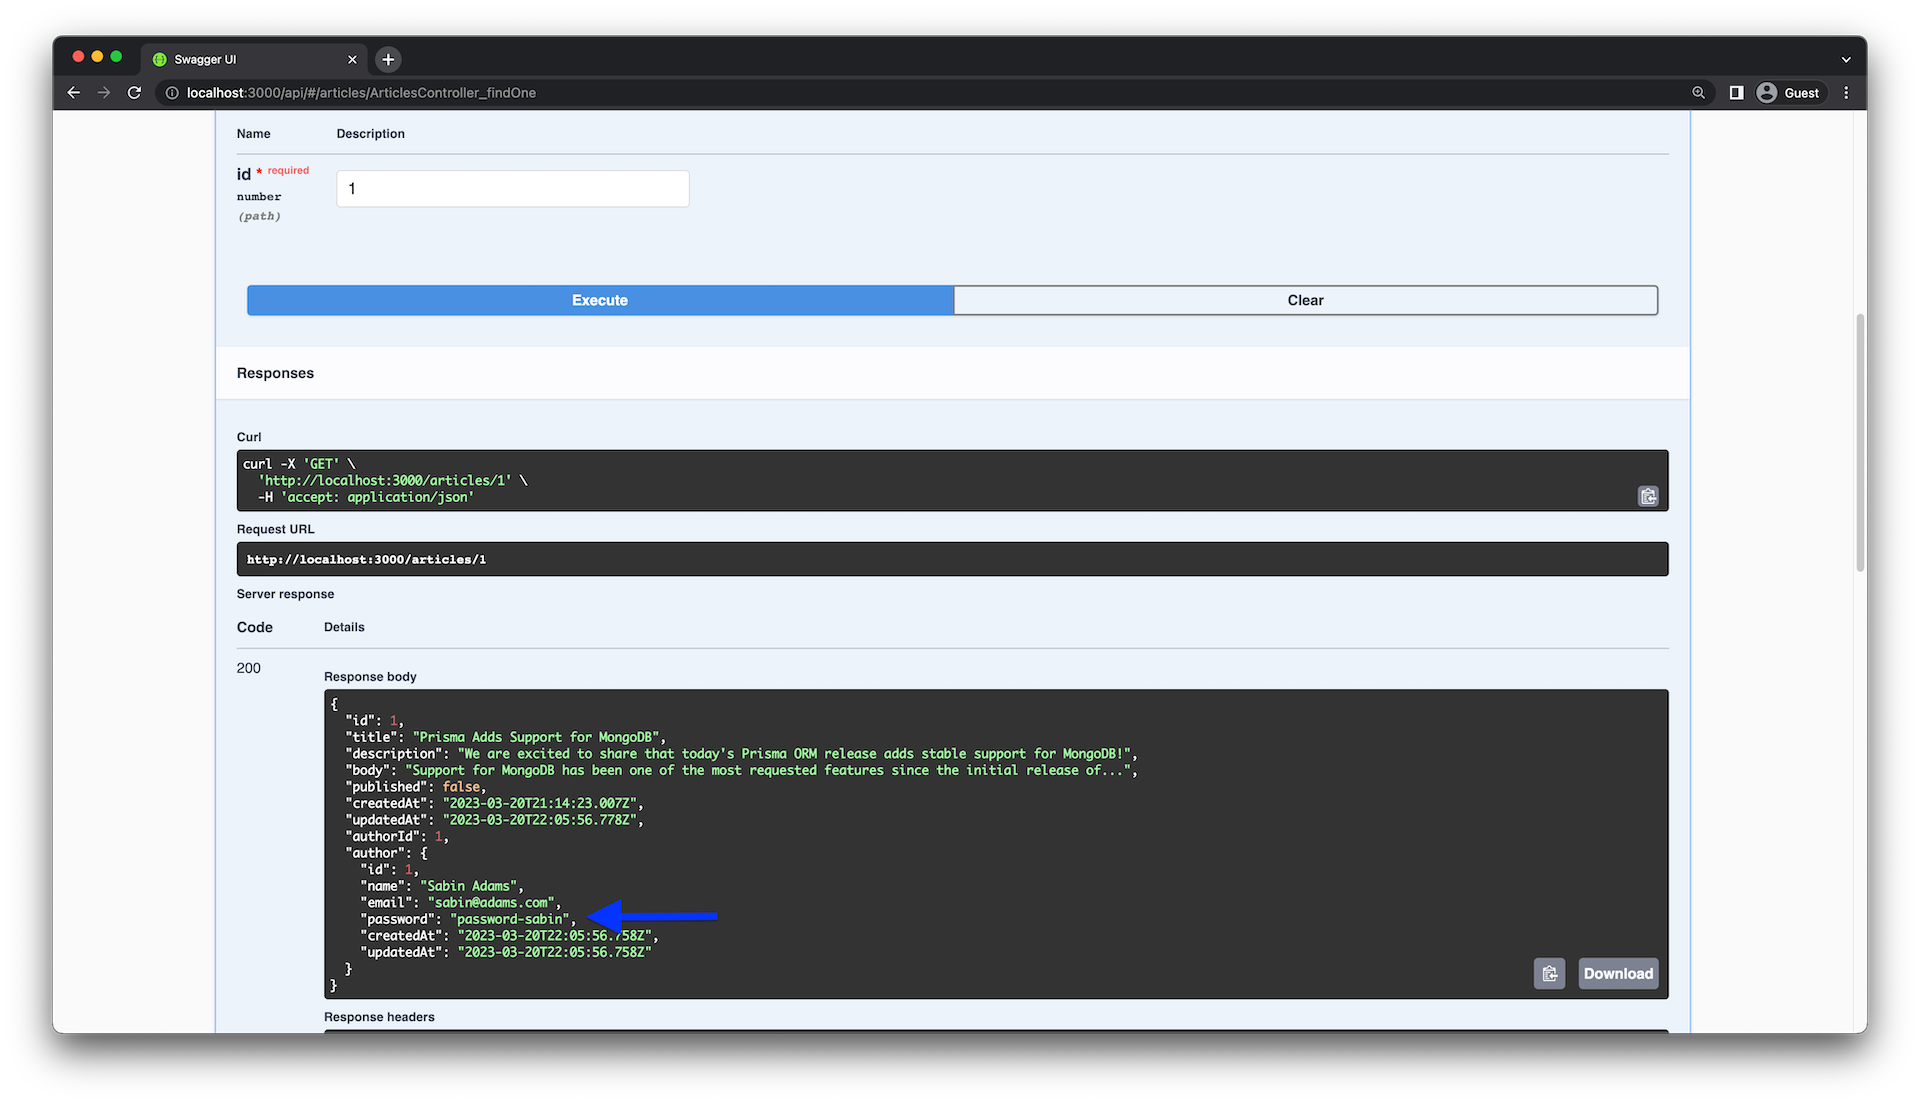 Swagger UI
localhost:3000/api/#/articles/ArticlesController_findOne
Guest
Name Description
id * required
number
(path)
1
Execute Clear
Responses
Curl
curl -X 'GET' \
  'http://localhost:3000/articles/1' \
  -H 'accept: application/json'
Request URL
http://localhost:3000/articles/1
Server response
Code Details
200
Response body
{
  "id": 1,
  "title": "Prisma Adds Support for MongoDB",
  "description": "We are excited to share that today's Prisma ORM release adds stable support for MongoDB!",
  "body": "Support for MongoDB has been one of the most requested features since the initial release of...",
  "published": false,
  "createdAt": "2023-03-20T21:14:23.007Z",
  "updatedAt": "2023-03-20T22:05:56.778Z",
  "authorId": 1,
  "author": {
    "id": 1,
    "name": "Sabin Adams",
    "email": "sabin@adams.com",
    "password": "password-sabin",
    "createdAt": "2023-03-20T22:05:56.758Z",
    "updatedAt": "2023-03-20T22:05:56.758Z"
  }
}
Download
Response headers